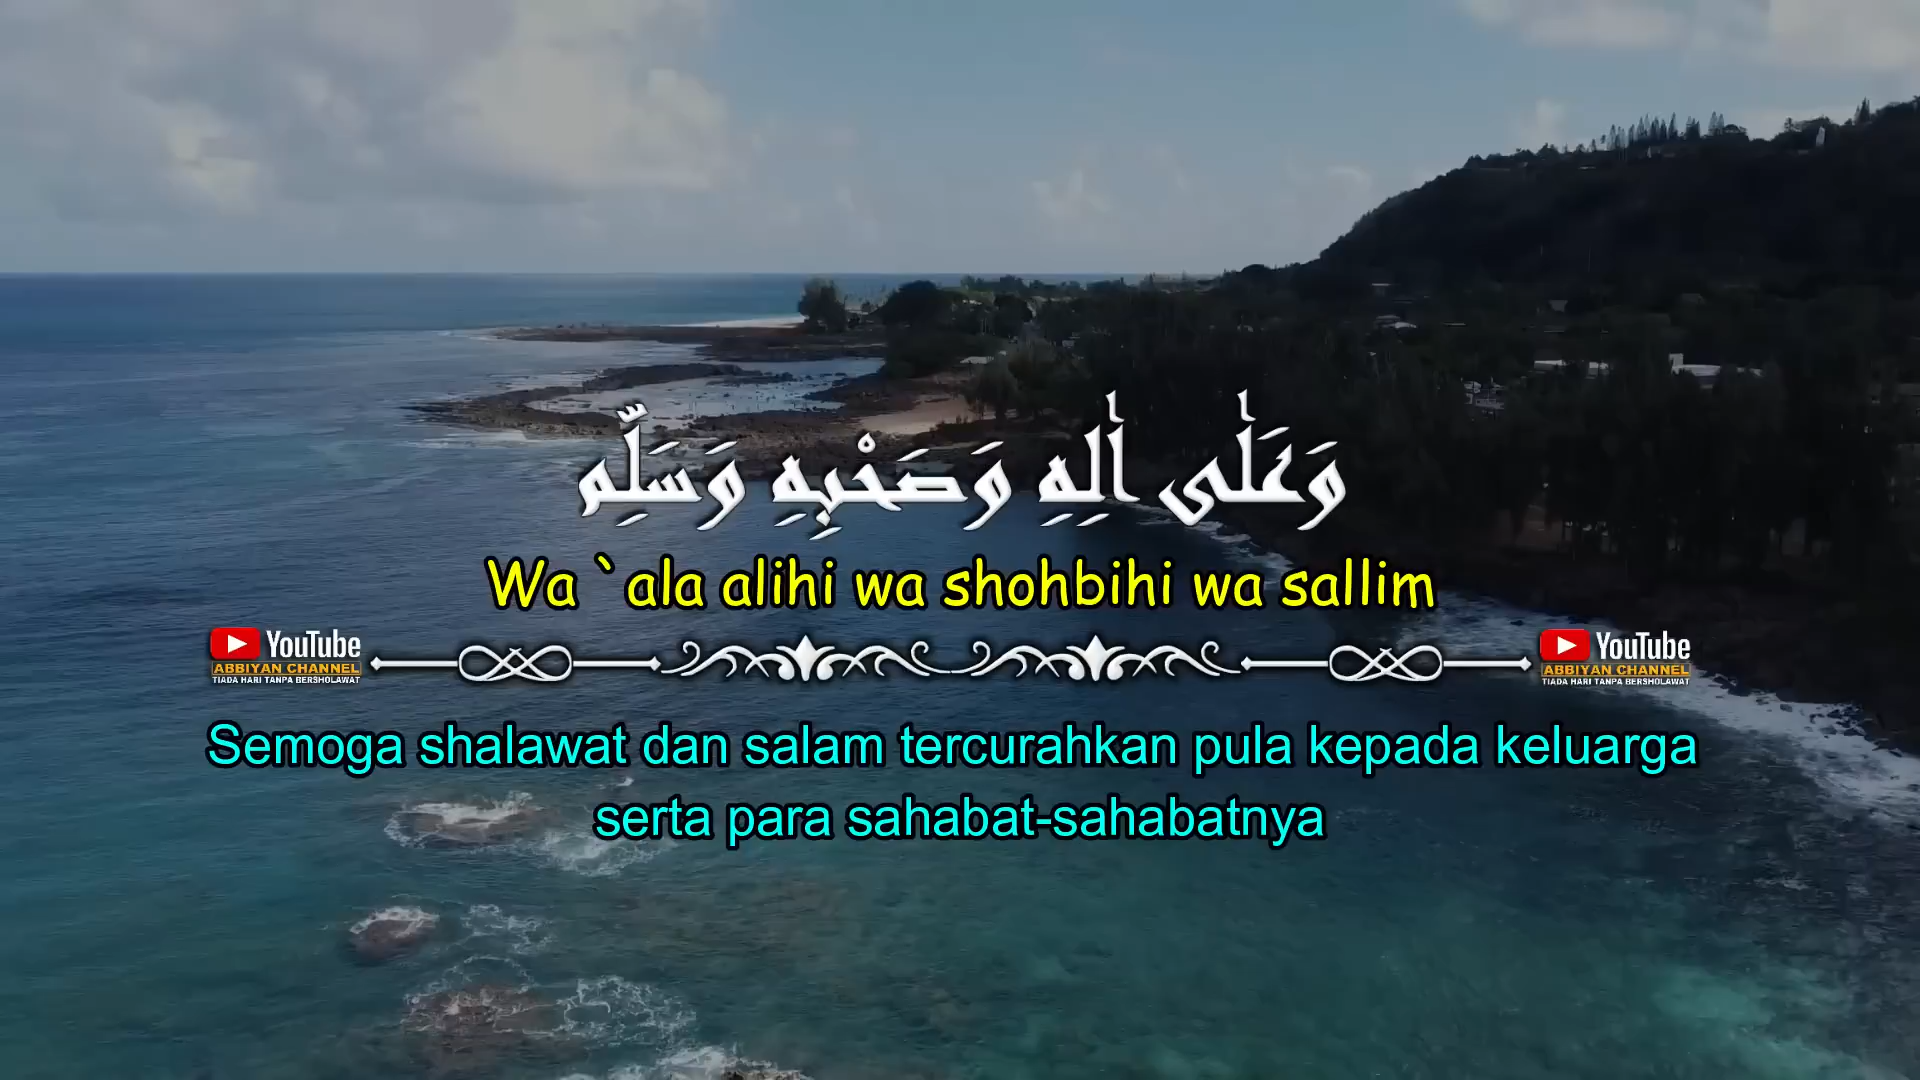 وَعَلٰى اٰلِهِ وَصَحْبِهِ وَسَلِّم
Wa `ala alihi wa shohbihi wa sallim
YouTube
ABBIYAN CHANNEL
TIADA HARI TANPA BERSHOLAWAT
YouTube
ABBIYAN CHANNEL
TIADA HARI TANPA BERSHOLAWAT
Semoga shalawat dan salam tercurahkan pula kepada keluarga
serta para sahabat-sahabatnya